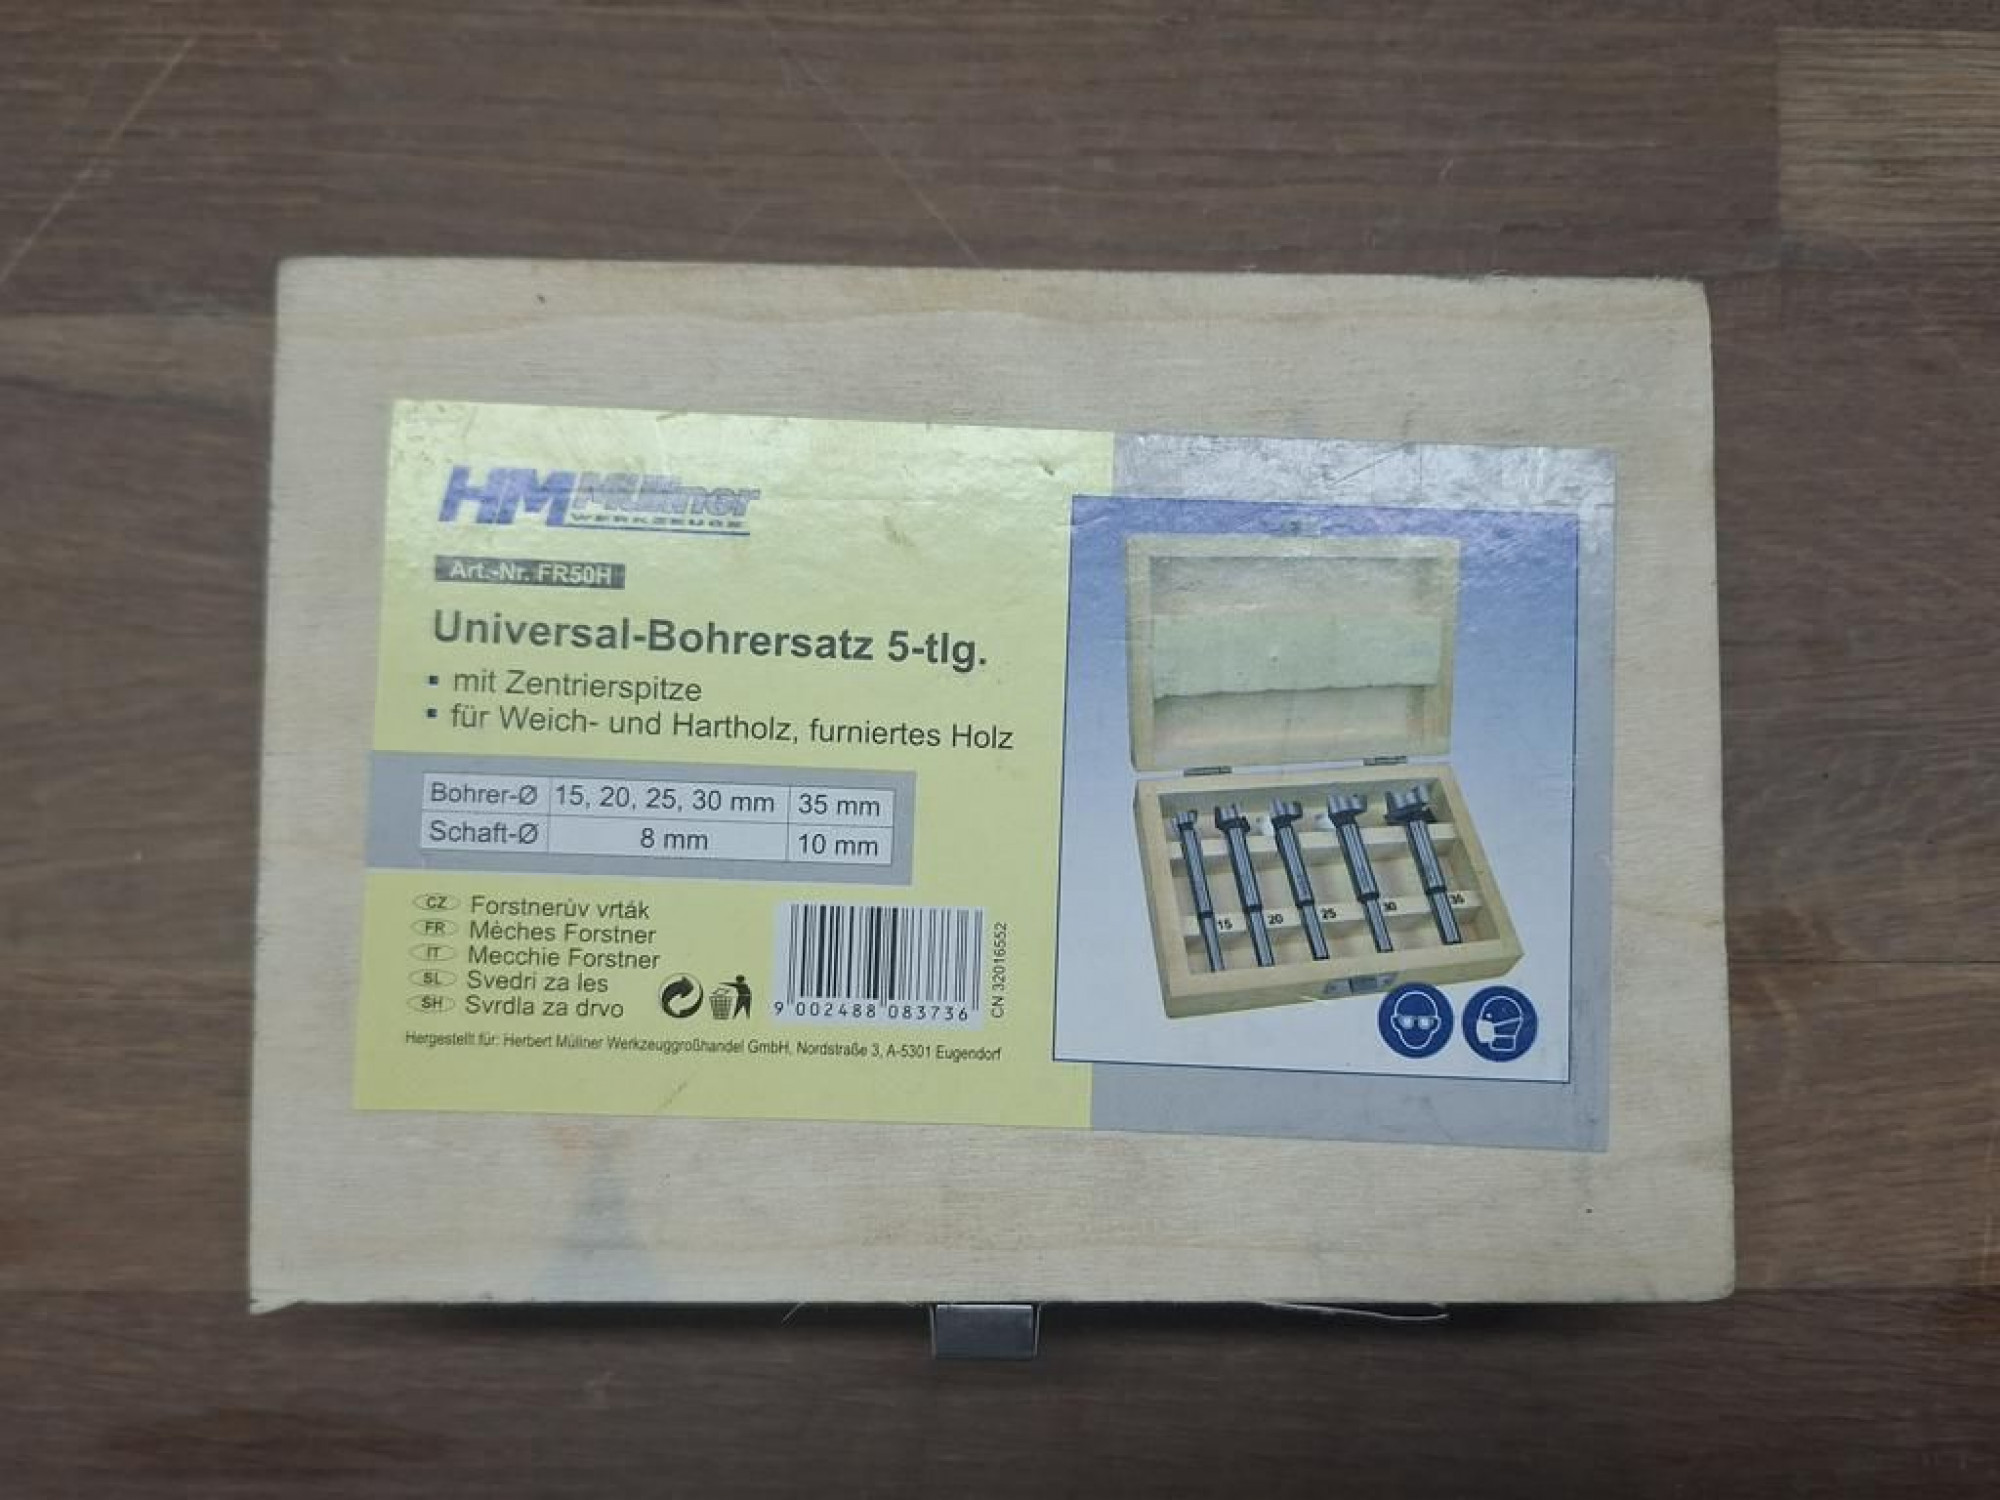 HM Müllner
WERKZEUGE
Art.-Nr. FR50H
Universal-Bohrersatz 5-tlg.
▪ mit Zentrierspitze
▪ für Weich- und Hartholz, furniertes Holz
Bohrer-Ø 15, 20, 25, 30 mm 35 mm
Schaft-Ø 8 mm 10 mm
CZ Forstnerův vrták
FR Mèches Forstner
IT Mecchie Forstner
SL Svedri za les
SH Svrdla za drvo
9 002488 083736
CN 32016552
Hergestellt für: Herbert Müllner Werkzeuggroßhandel GmbH, Nordstraße 3, A-5301 Eugendorf
15 20 25 30 35